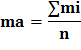 ma = ∑mi / n